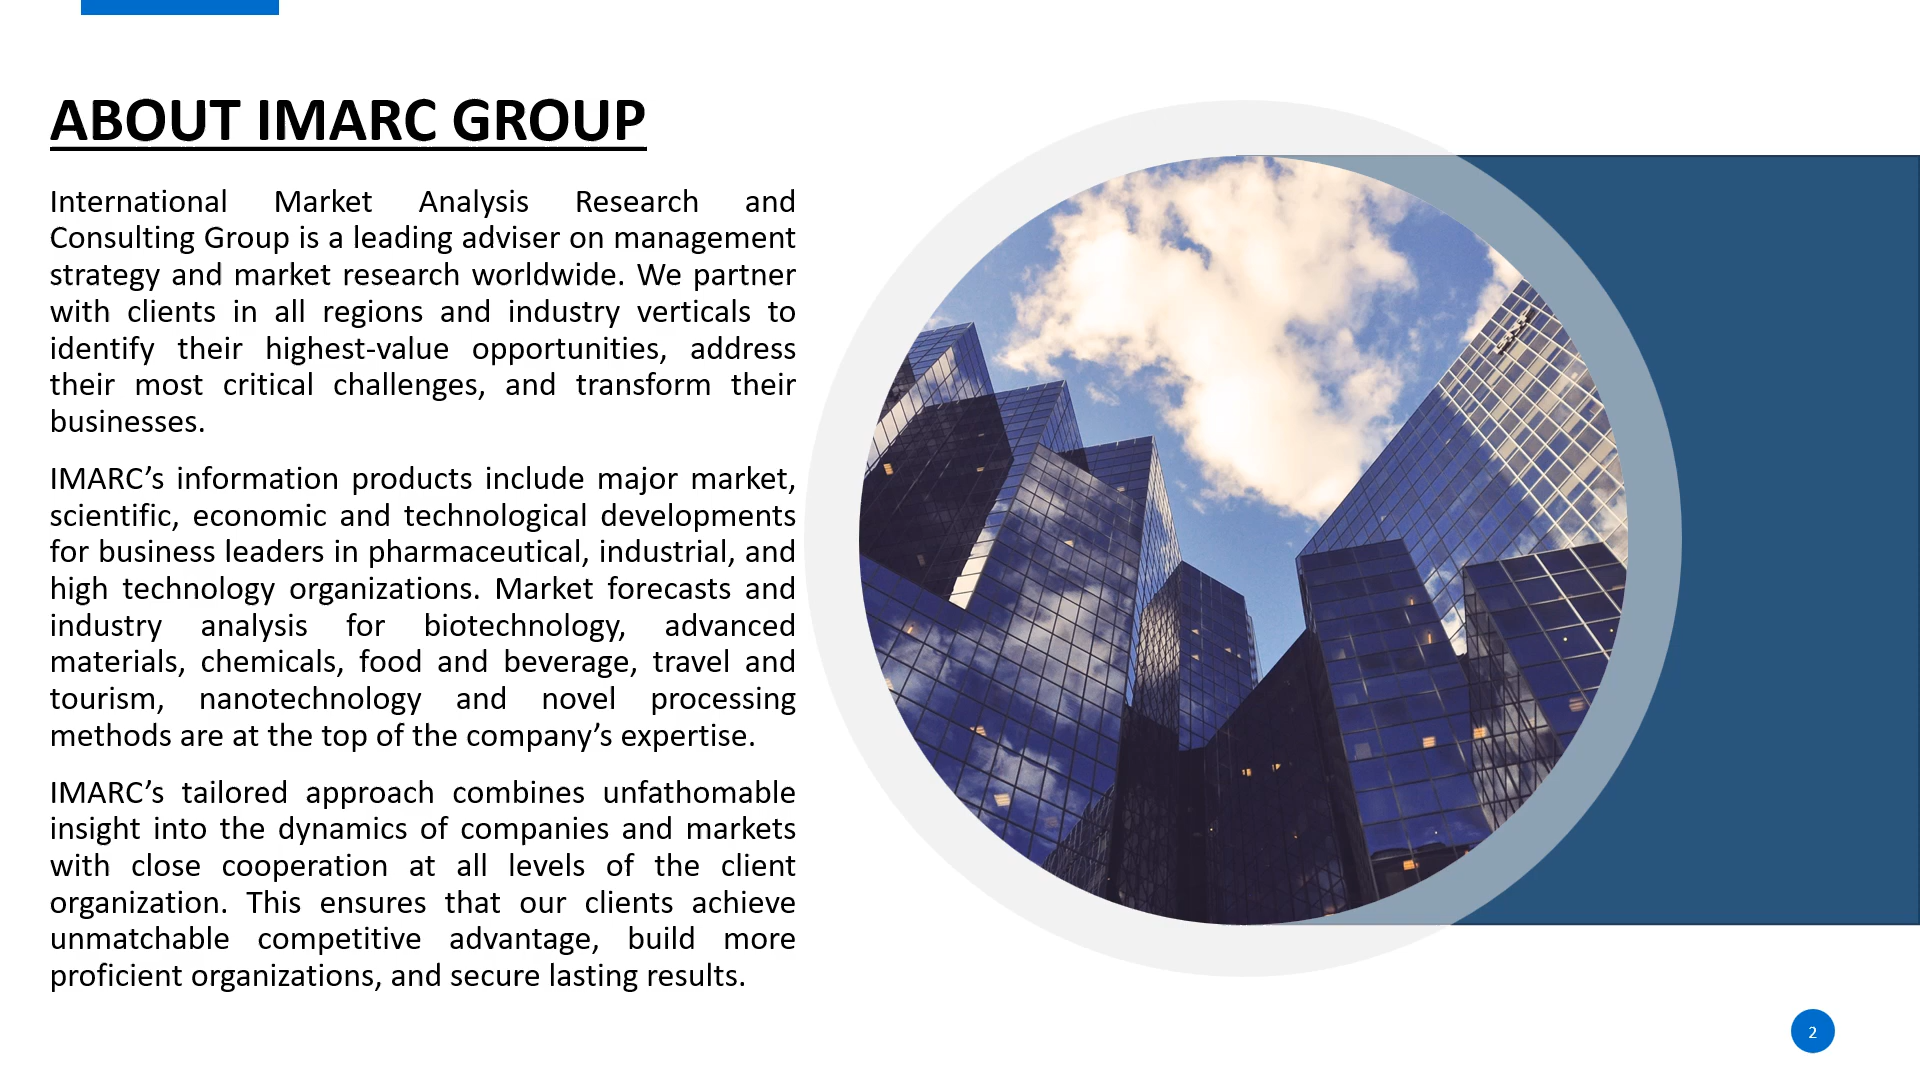 ABOUT IMARC GROUP
International Market Analysis Research and
Consulting Group is a leading adviser on management
strategy and market research worldwide. We partner
with clients in all regions and industry verticals to
identify their highest-value opportunities, address
their most critical challenges, and transform their
businesses.
IMARC’s information products include major market,
scientific, economic and technological developments
for business leaders in pharmaceutical, industrial, and
high technology organizations. Market forecasts and
industry analysis for biotechnology, advanced
materials, chemicals, food and beverage, travel and
tourism, nanotechnology and novel processing
methods are at the top of the company’s expertise.
IMARC’s tailored approach combines unfathomable
insight into the dynamics of companies and markets
with close cooperation at all levels of the client
organization. This ensures that our clients achieve
unmatchable competitive advantage, build more
proficient organizations, and secure lasting results.
2